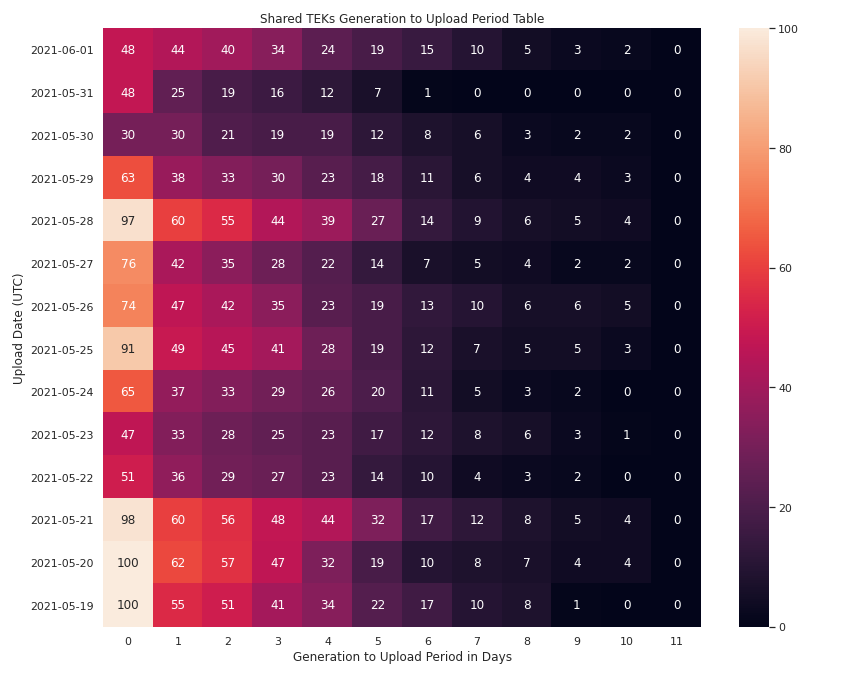 Shared TEKs Generation to Upload Period Table
Upload Date (UTC)
2021-06-01 48 44 40 34 24 19 15 10 5 3 2 0
2021-05-31 48 25 19 16 12 7 1 0 0 0 0 0
2021-05-30 30 30 21 19 19 12 8 6 3 2 2 0
2021-05-29 63 38 33 30 23 18 11 6 4 4 3 0
2021-05-28 97 60 55 44 39 27 14 9 6 5 4 0
2021-05-27 76 42 35 28 22 14 7 5 4 2 2 0
2021-05-26 74 47 42 35 23 19 13 10 6 6 5 0
2021-05-25 91 49 45 41 28 19 12 7 5 5 3 0
2021-05-24 65 37 33 29 26 20 11 5 3 2 0 0
2021-05-23 47 33 28 25 23 17 12 8 6 3 1 0
2021-05-22 51 36 29 27 23 14 10 4 3 2 0 0
2021-05-21 98 60 56 48 44 32 17 12 8 5 4 0
2021-05-20 100 62 57 47 32 19 10 8 7 4 4 0
2021-05-19 100 55 51 41 34 22 17 10 8 1 0 0
0 1 2 3 4 5 6 7 8 9 10 11
Generation to Upload Period in Days
100
80
60
40
20
0